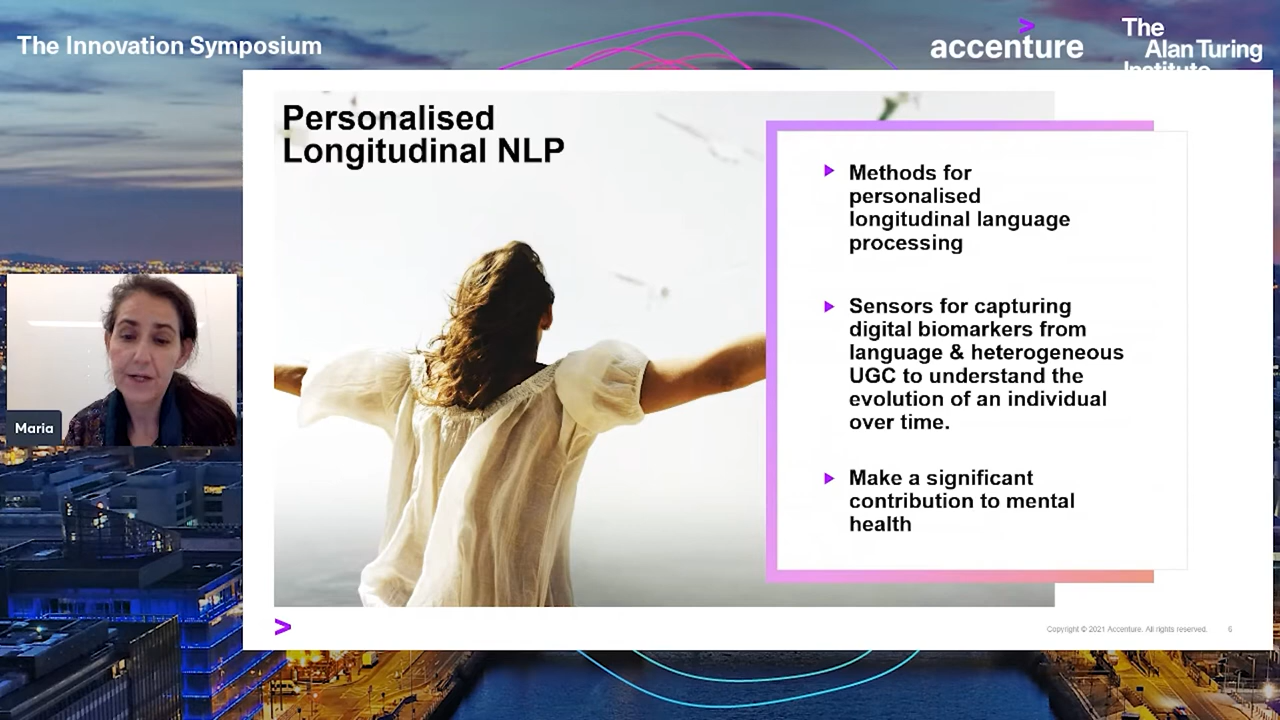 The Innovation Symposium
accenture
The
Alan Turing
Institute
Personalised
Longitudinal NLP
Methods for
personalised
longitudinal language
processing
Sensors for capturing
digital biomarkers from
language & heterogeneous
UGC to understand the
evolution of an individual
over time.
Make a significant
contribution to mental
health
Maria
Copyright © 2021 Accenture. All rights reserved. 6